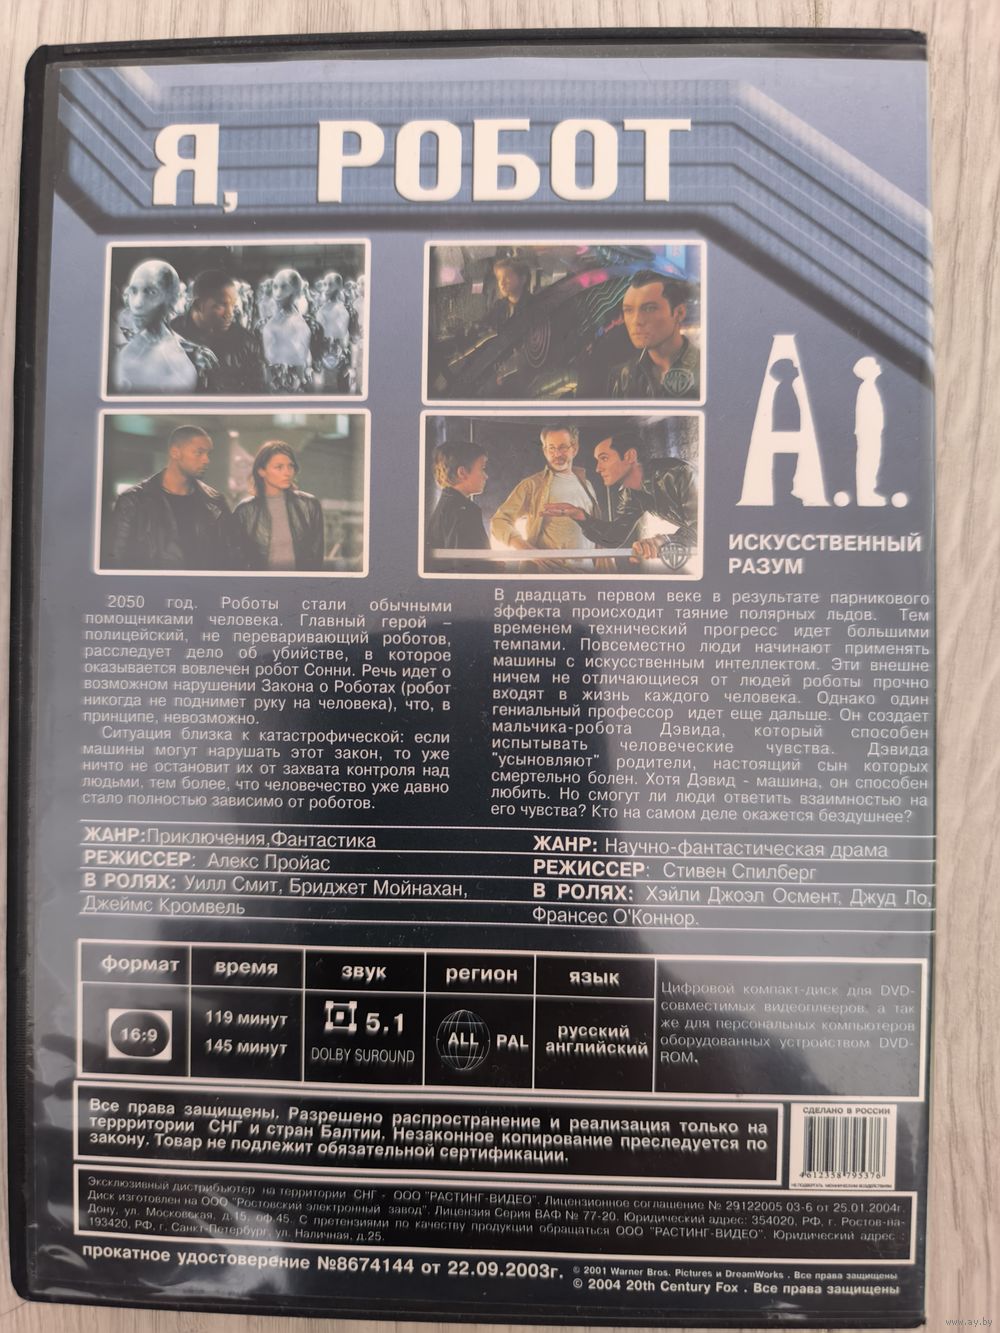 Я, РОБОТ
A.I.
ИСКУССТВЕННЫЙ
РАЗУМ
2050 год. Роботы стали обычными
помощниками человека. Главный герой –
полицейский, не переваривающий роботов,
расследует дело об убийстве, в которое
оказывается вовлечен робот Сонни. Речь идет о
возможном нарушении Закона о Роботах (робот
никогда не поднимет руку на человека), что, в
принципе, невозможно.
Ситуация близка к катастрофической: если
машины могут нарушать этот закон, то уже
ничто не остановит их от захвата контроля над
людьми, тем более, что человечество уже давно
стало полностью зависимо от роботов.
В двадцать первом веке в результате парникового
эффекта происходит таяние полярных льдов. Тем
временем технический прогресс идет большими
темпами. Повсеместно люди начинают применять
машины с искусственным интеллектом. Эти внешне
ничем не отличающиеся от людей роботы прочно
входят в жизнь каждого человека. Однако один
гениальный профессор идет еще дальше. Он создает
мальчика-робота Дэвида, который способен
испытывать человеческие чувства. Дэвида
"усыновляют" родители, настоящий сын которых
смертельно болен. Хотя Дэвид - машина, он способен
любить. Но смогут ли люди ответить взаимностью на
его чувства? Кто на самом деле окажется бездушнее?
ЖАНР:Приключения,Фантастика
РЕЖИССЕР: Алекс Пройас
В РОЛЯХ: Уилл Смит, Бриджет Мойнахан,
Джеймс Кромвель
ЖАНР: Научно-фантастическая драма
РЕЖИССЕР: Стивен Спилберг
В РОЛЯХ: Хэйли Джоэл Осмент, Джуд Ло,
Франсес О'Коннор.
формат время звук регион язык
16:9
119 минут
145 минут
5.1
DOLBY SUROUND
ALL PAL
русский
английский
Цифровой компакт-диск для DVD-
совместимых видеоплееров, а так
же для персональных компьютеров
оборудованных устройством DVD-
ROM.
Все права защищены. Разрешено распространение и реализация только на
террритории СНГ и стран Балтии. Незаконное копирование преследуется по
закону. Товар не подлежит обязательной сертификации.
СДЕЛАНО В РОССИИ
4612358795376
Эксклюзивный дистрибьютер на территории СНГ - ООО "РАСТИНГ-ВИДЕО". Лицензионное соглашение № 29122005 03-6 от 25.01.2004г.
Диск изготовлен на ООО "Ростовский электронный завод". Лицензия Серия ВАФ № 77-20. Юридический адрес: 354020, РФ, г. Ростов-на-
Дону, ул. Московская, д.15, оф.45. С претензиями по качеству продукции обращаться ООО "РАСТИНГ-ВИДЕО". Юридический адрес :
193420, РФ, г. Санкт-Петербург, ул. Наличная, д.25.
прокатное удостоверение №8674144 от 22.09.2003г.
© 2001 Warner Bros. Pictures и DreamWorks . Все права защищены
© 2004 20th Century Fox . Все права защищены
www.ay.by